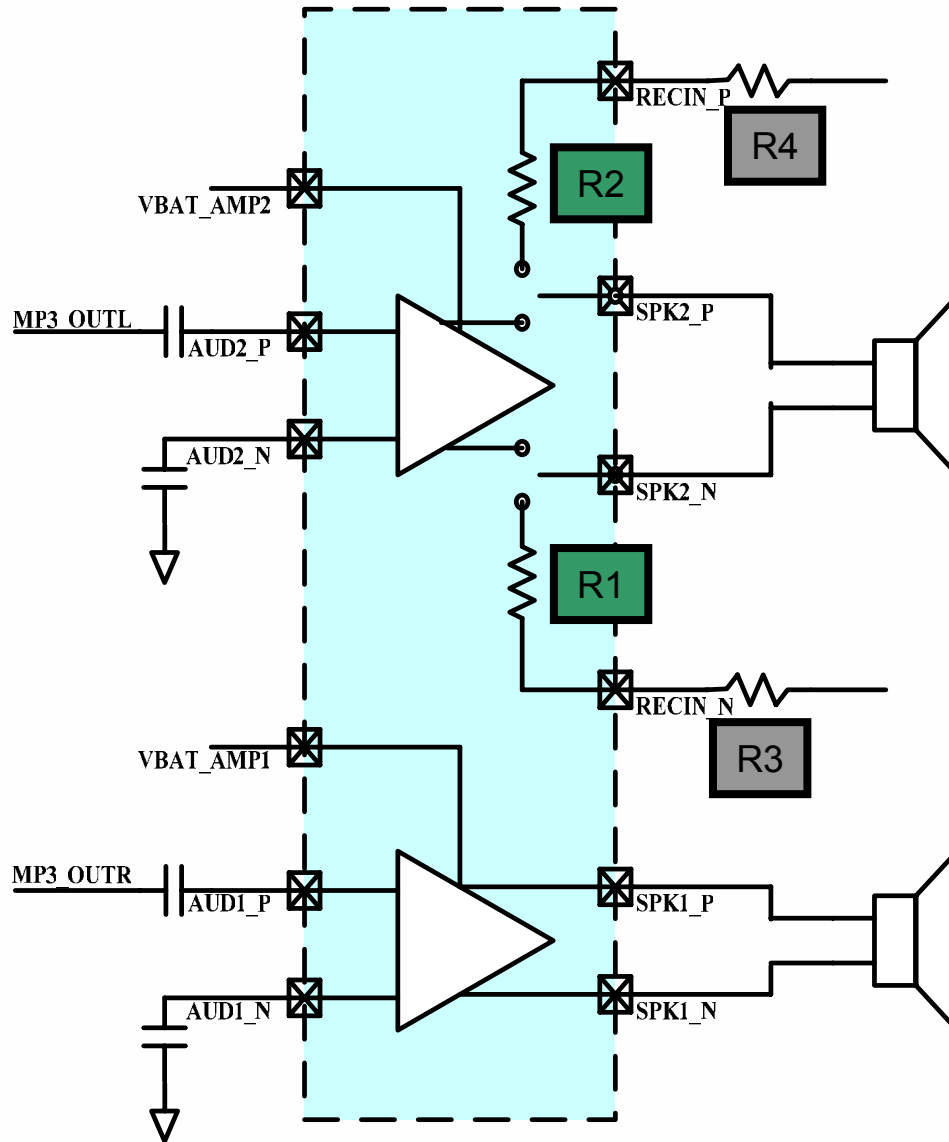 RECIN_P
R4
R2
VBAT_AMP2
MP3_OUTL
AUD2_P
SPK2_P
AUD2_N
SPK2_N
R1
RECIN_N
R3
VBAT_AMP1
MP3_OUTR
AUD1_P
SPK1_P
AUD1_N
SPK1_N